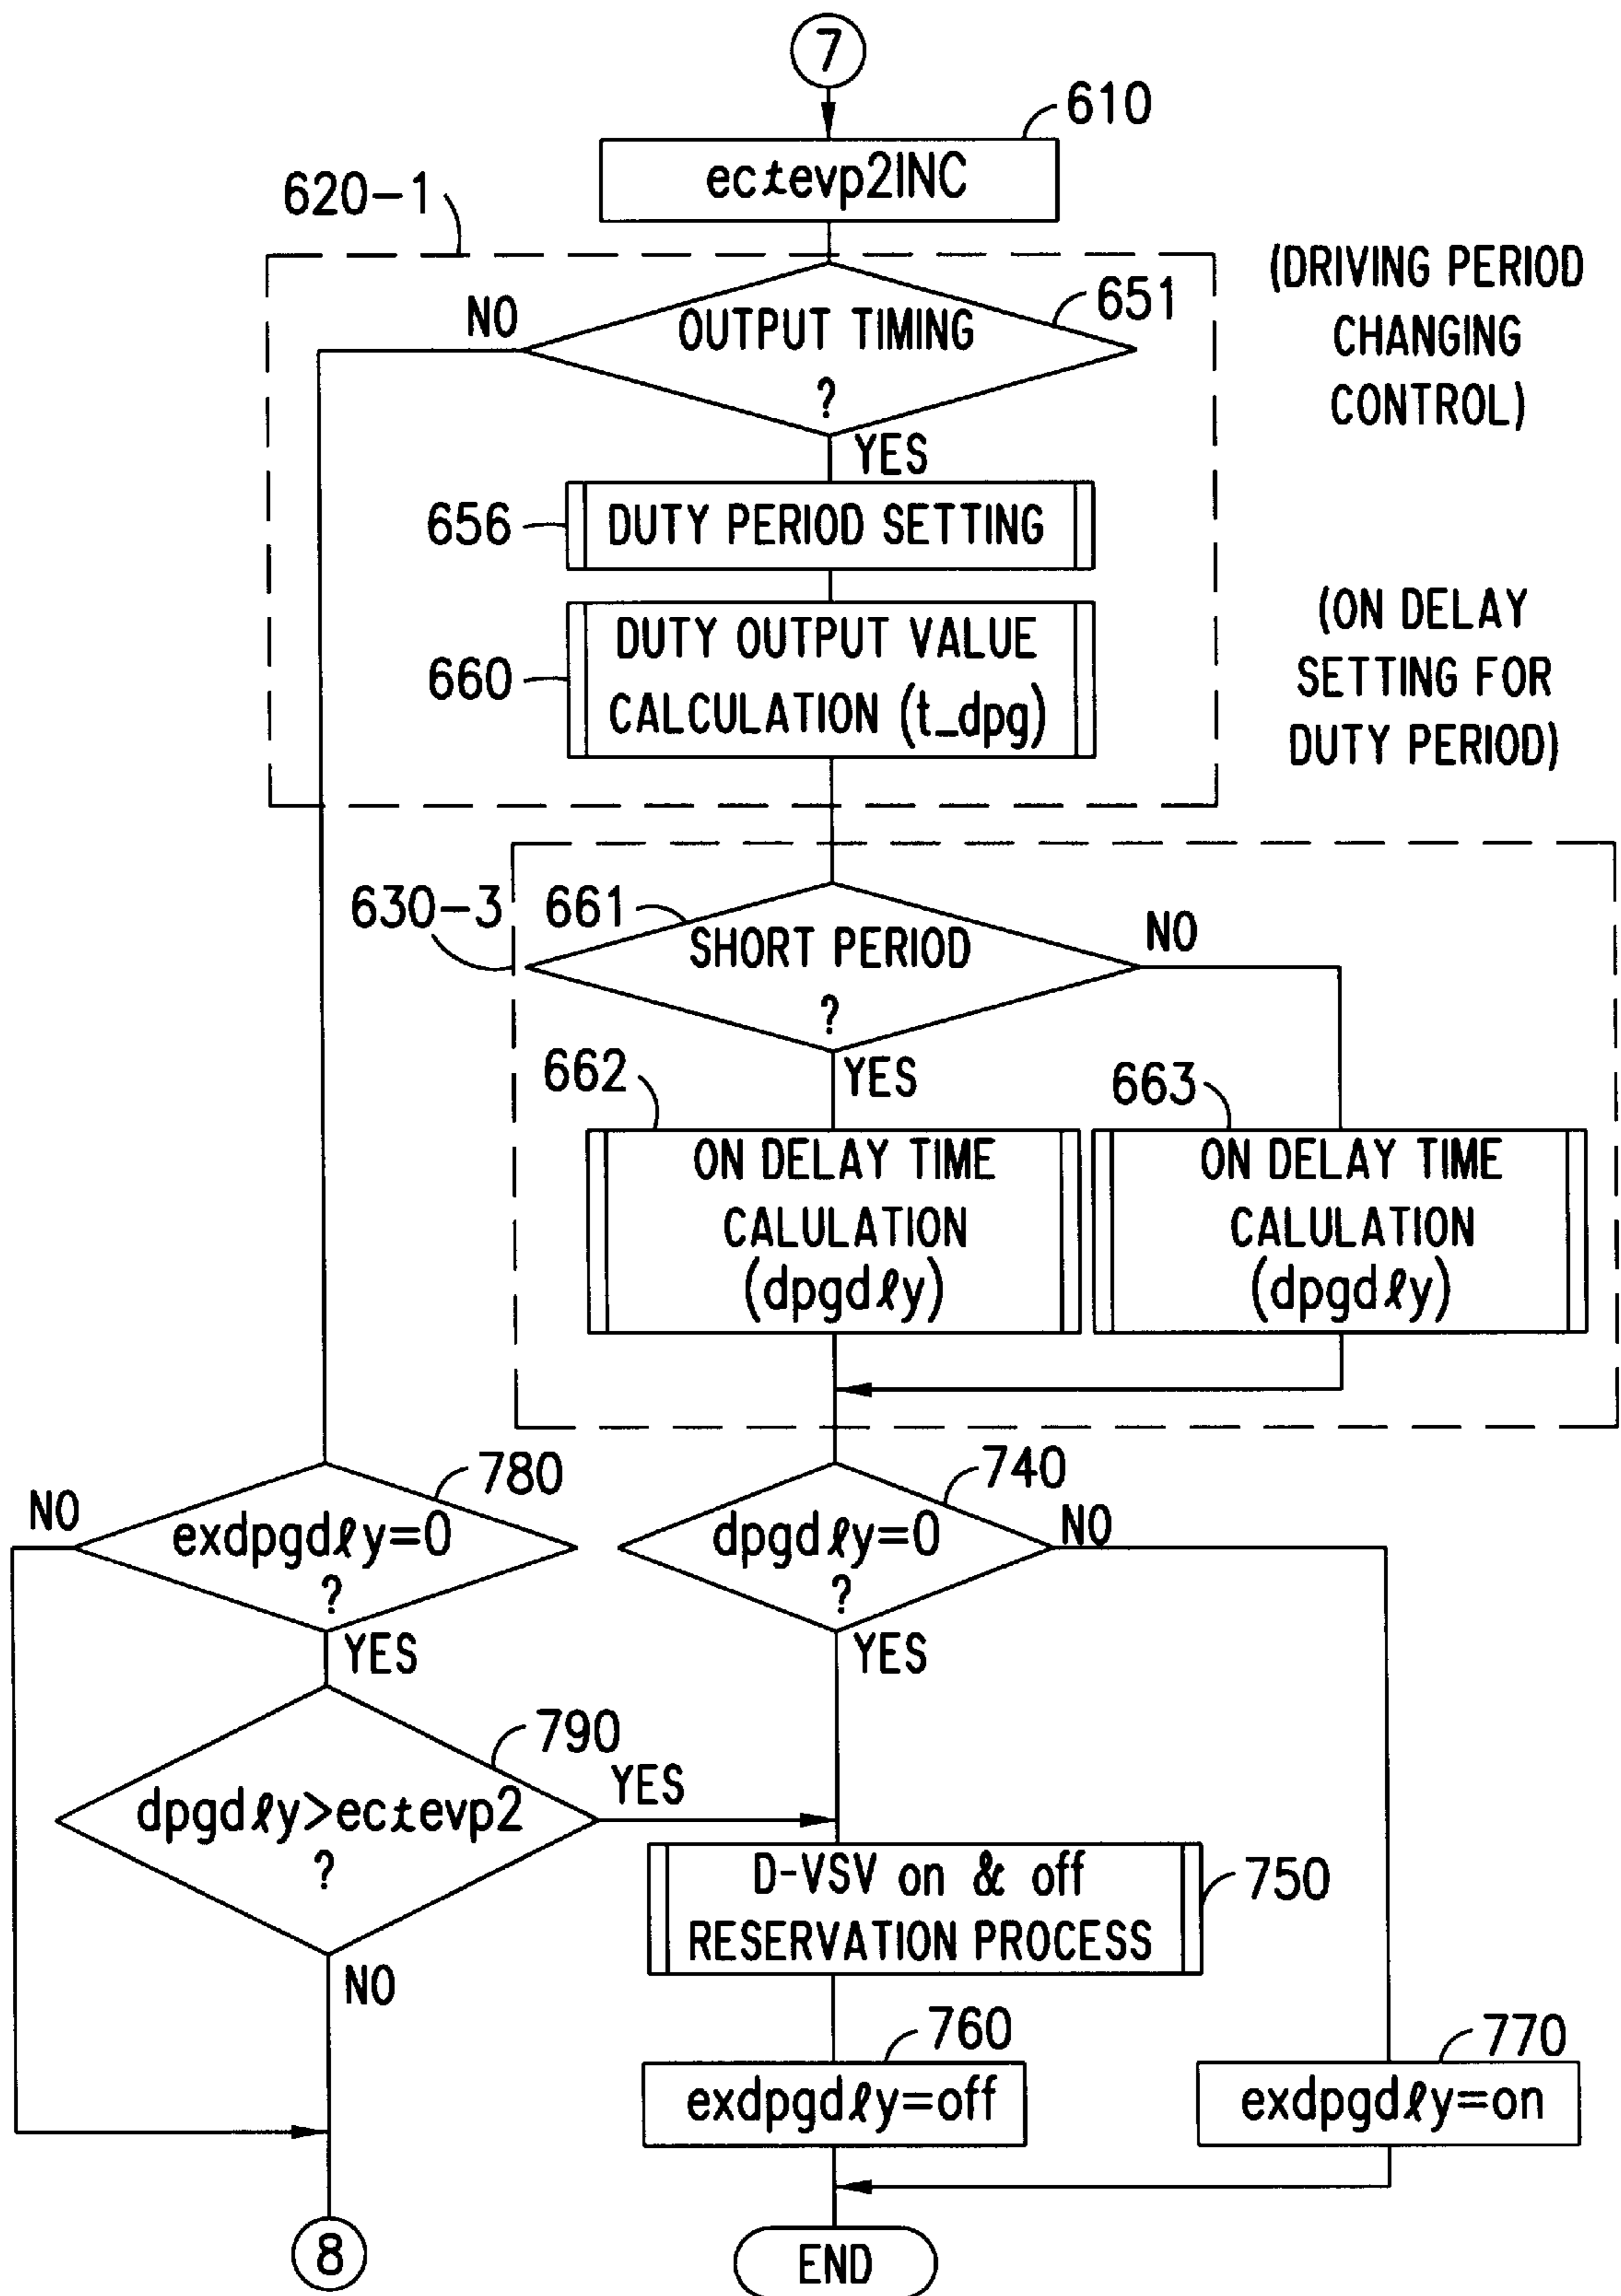 7
610
ectevp2INC
620-1
(DRIVING PERIOD
CHANGING
CONTROL)
651
NO
OUTPUT TIMING
?
YES
656
DUTY PERIOD SETTING
(ON DELAY
SETTING FOR
DUTY PERIOD)
660
DUTY OUTPUT VALUE
CALCULATION (t_dpg)
630-3
661
NO
SHORT PERIOD
?
YES
662
663
ON DELAY TIME
CALULATION
(dpgdℓy)
ON DELAY TIME
CALULATION
(dpgdℓy)
780
740
NO
exdpgdℓy=0
?
YES
NO
dpgdℓy=0
?
YES
790
YES
dpgdℓy>ectevp2
?
NO
D-VSV on & off
RESERVATION PROCESS
750
760
exdpgdℓy=off
770
exdpgdℓy=on
8
END